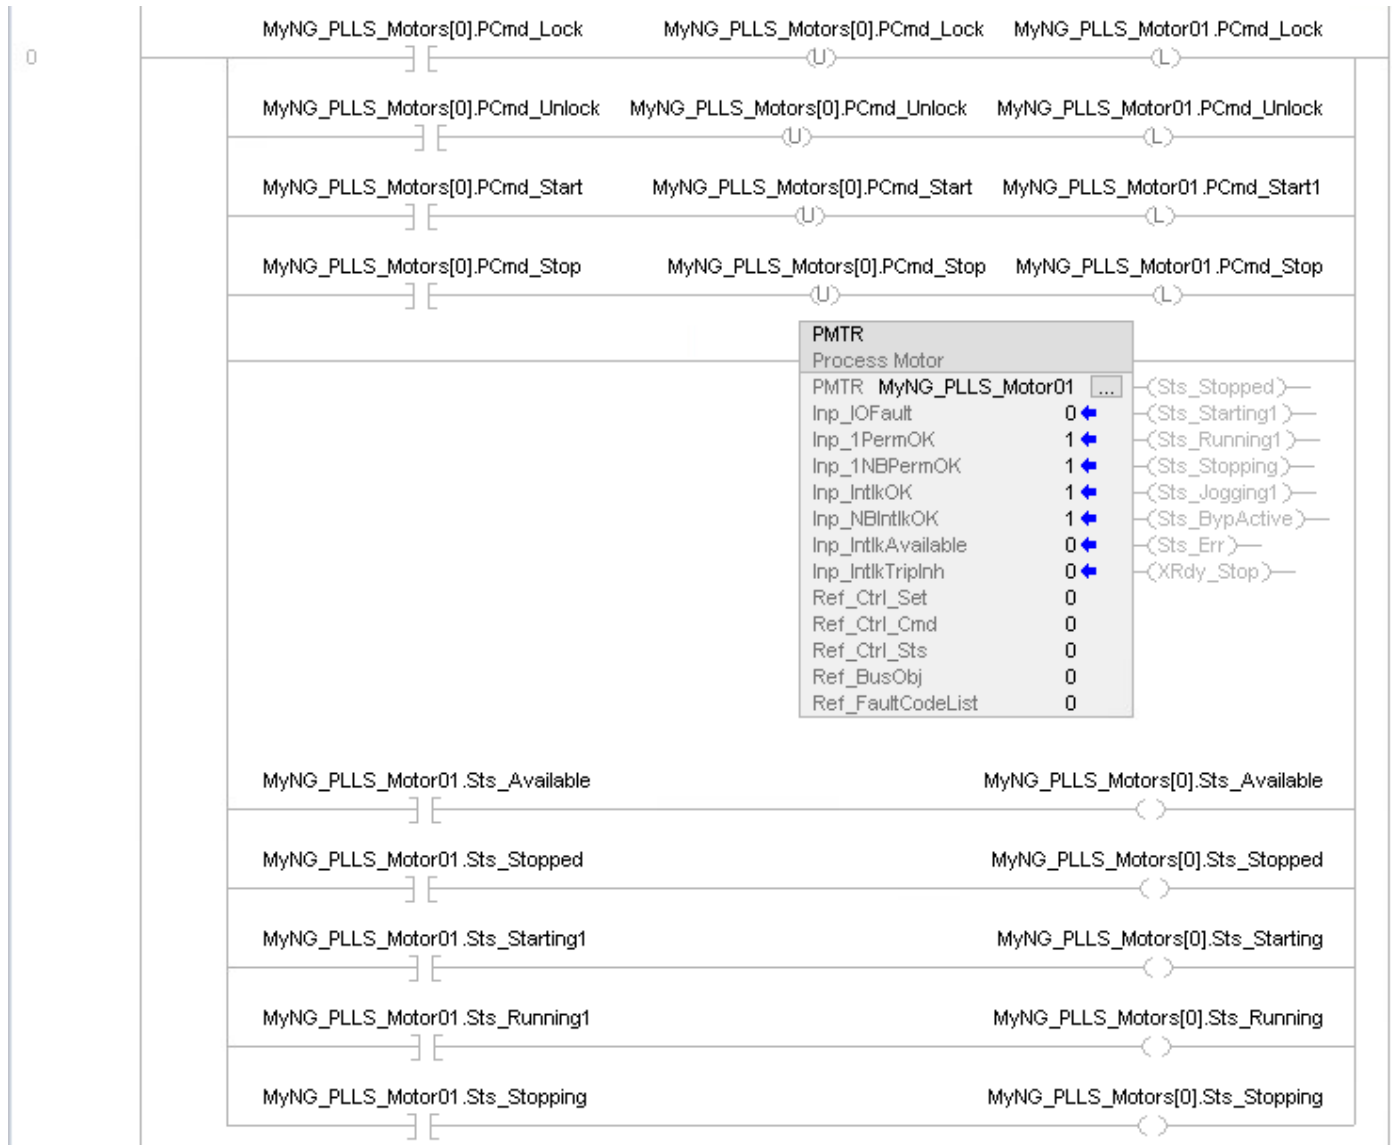 MyNG_PLLS_Motors[0].PCmd_Lock MyNG_PLLS_Motors[0].PCmd_Lock MyNG_PLLS_Motor01.PCmd_Lock
0 U L
MyNG_PLLS_Motors[0].PCmd_Unlock MyNG_PLLS_Motors[0].PCmd_Unlock MyNG_PLLS_Motor01.PCmd_Unlock
U L
MyNG_PLLS_Motors[0].PCmd_Start MyNG_PLLS_Motors[0].PCmd_Start MyNG_PLLS_Motor01.PCmd_Start1
U L
MyNG_PLLS_Motors[0].PCmd_Stop MyNG_PLLS_Motors[0].PCmd_Stop MyNG_PLLS_Motor01.PCmd_Stop
U L
PMTR
Process Motor
PMTR MyNG_PLLS_Motor01 ... Sts_Stopped
Inp_IOFault 0 Sts_Starting1
Inp_1PermOK 1 Sts_Running1
Inp_1NBPermOK 1 Sts_Stopping
Inp_IntlkOK 1 Sts_Jogging1
Inp_NBIntlkOK 1 Sts_BypActive
Inp_IntlkAvailable 0 Sts_Err
Inp_IntlkTripInh 0 XRdy_Stop
Ref_Ctrl_Set 0
Ref_Ctrl_Cmd 0
Ref_Ctrl_Sts 0
Ref_BusObj 0
Ref_FaultCodeList 0
MyNG_PLLS_Motor01.Sts_Available MyNG_PLLS_Motors[0].Sts_Available
MyNG_PLLS_Motor01.Sts_Stopped MyNG_PLLS_Motors[0].Sts_Stopped
MyNG_PLLS_Motor01.Sts_Starting1 MyNG_PLLS_Motors[0].Sts_Starting
MyNG_PLLS_Motor01.Sts_Running1 MyNG_PLLS_Motors[0].Sts_Running
MyNG_PLLS_Motor01.Sts_Stopping MyNG_PLLS_Motors[0].Sts_Stopping